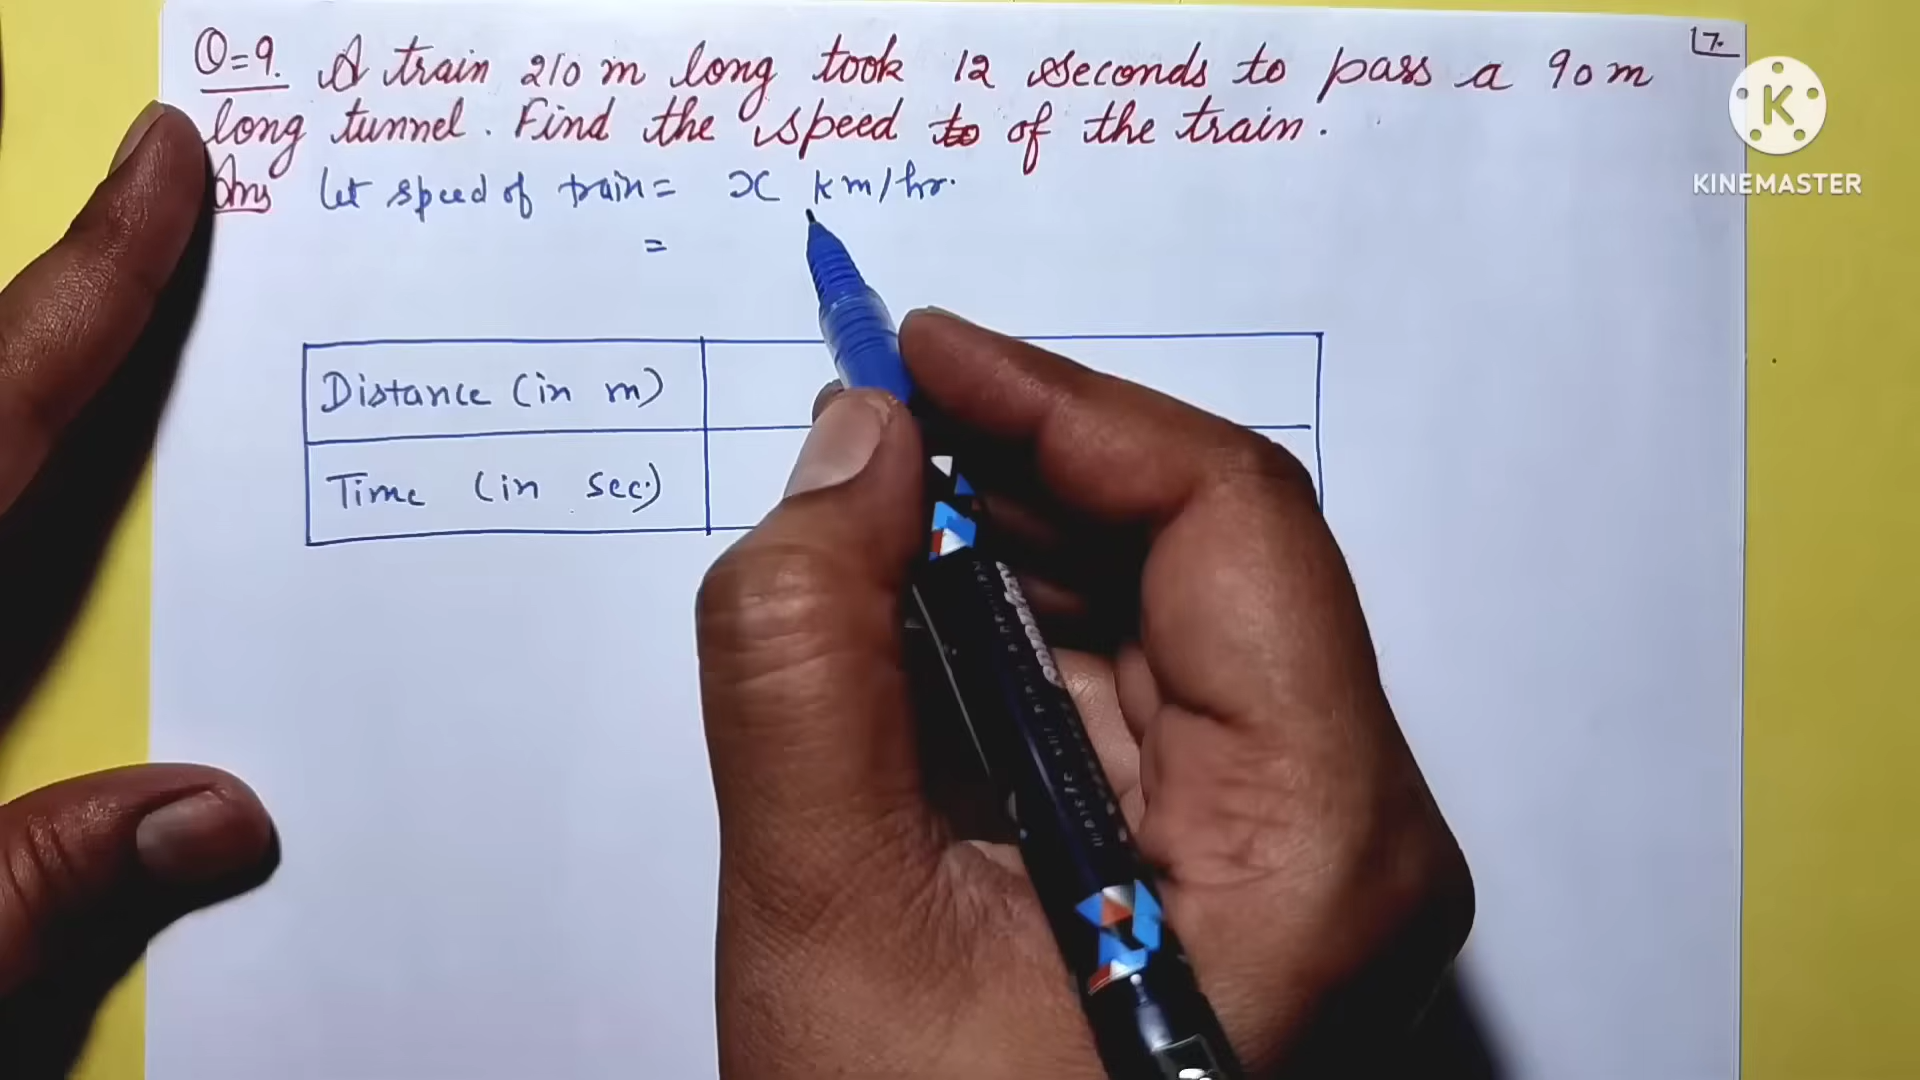 Q=9. A train 210 m long took 12 seconds to pass a 90 m
long tunnel. Find the speed to of the train.
Ans let speed of train = x km/hr.
=
Distance (in m)
Time (in sec.)
17.
K
KINEMASTER